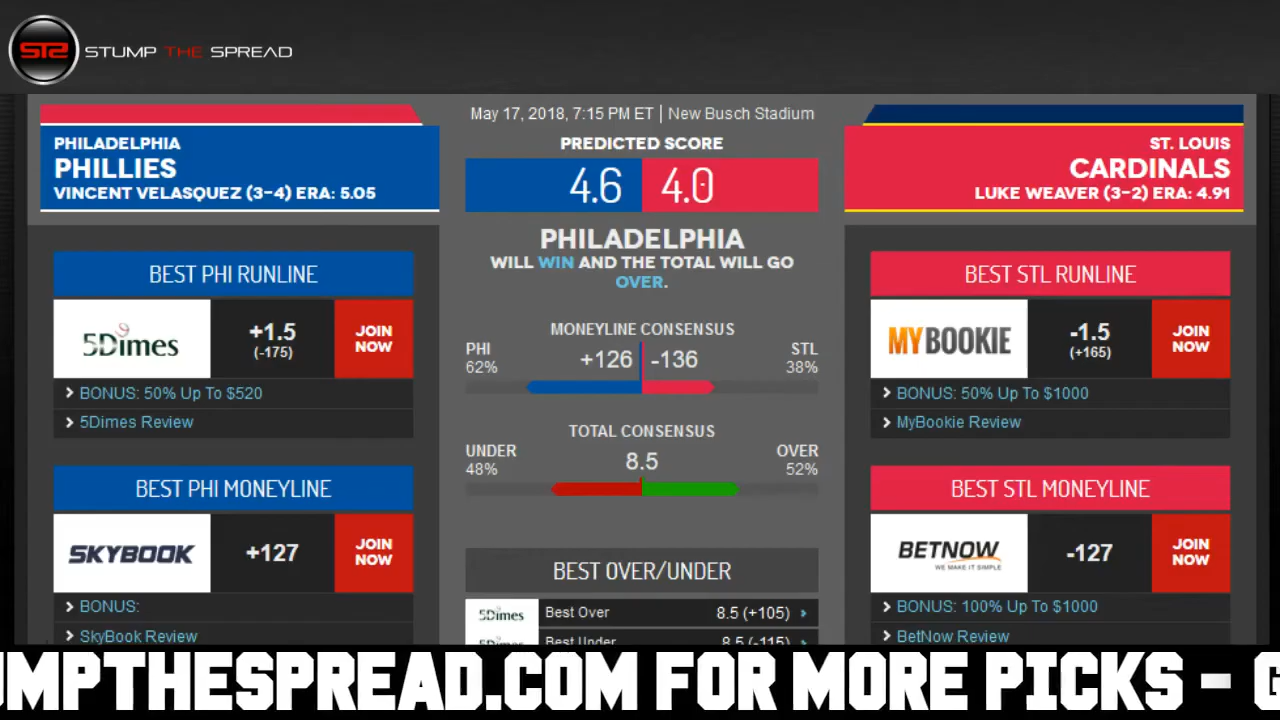 STS STUMP THE SPREAD
May 17, 2018, 7:15 PM ET | New Busch Stadium
PHILADELPHIA
PHILLIES
VINCENT VELASQUEZ (3-4) ERA: 5.05
PREDICTED SCORE
4.6 4.0
ST. LOUIS
CARDINALS
LUKE WEAVER (3-2) ERA: 4.91
PHILADELPHIA
WILL WIN AND THE TOTAL WILL GO
OVER.
BEST PHI RUNLINE
5Dimes
+1.5
(-175)
JOIN
NOW
BONUS: 50% Up To $520
5Dimes Review
BEST PHI MONEYLINE
SKYBOOK
+127
JOIN
NOW
BONUS:
SkyBook Review
MONEYLINE CONSENSUS
PHI
62%
+126 -136
STL
38%
TOTAL CONSENSUS
UNDER
48%
8.5
OVER
52%
BEST OVER/UNDER
5Dimes Best Over 8.5 (+105)
5Dimes Best Under 8.5 (-115)
BEST STL RUNLINE
MYBOOKIE
-1.5
(+165)
JOIN
NOW
BONUS: 50% Up To $1000
MyBookie Review
BEST STL MONEYLINE
BETNOW
WE MAKE IT SIMPLE
-127
JOIN
NOW
BONUS: 100% Up To $1000
BetNow Review
UMPTHESPREAD.COM FOR MORE PICKS - G